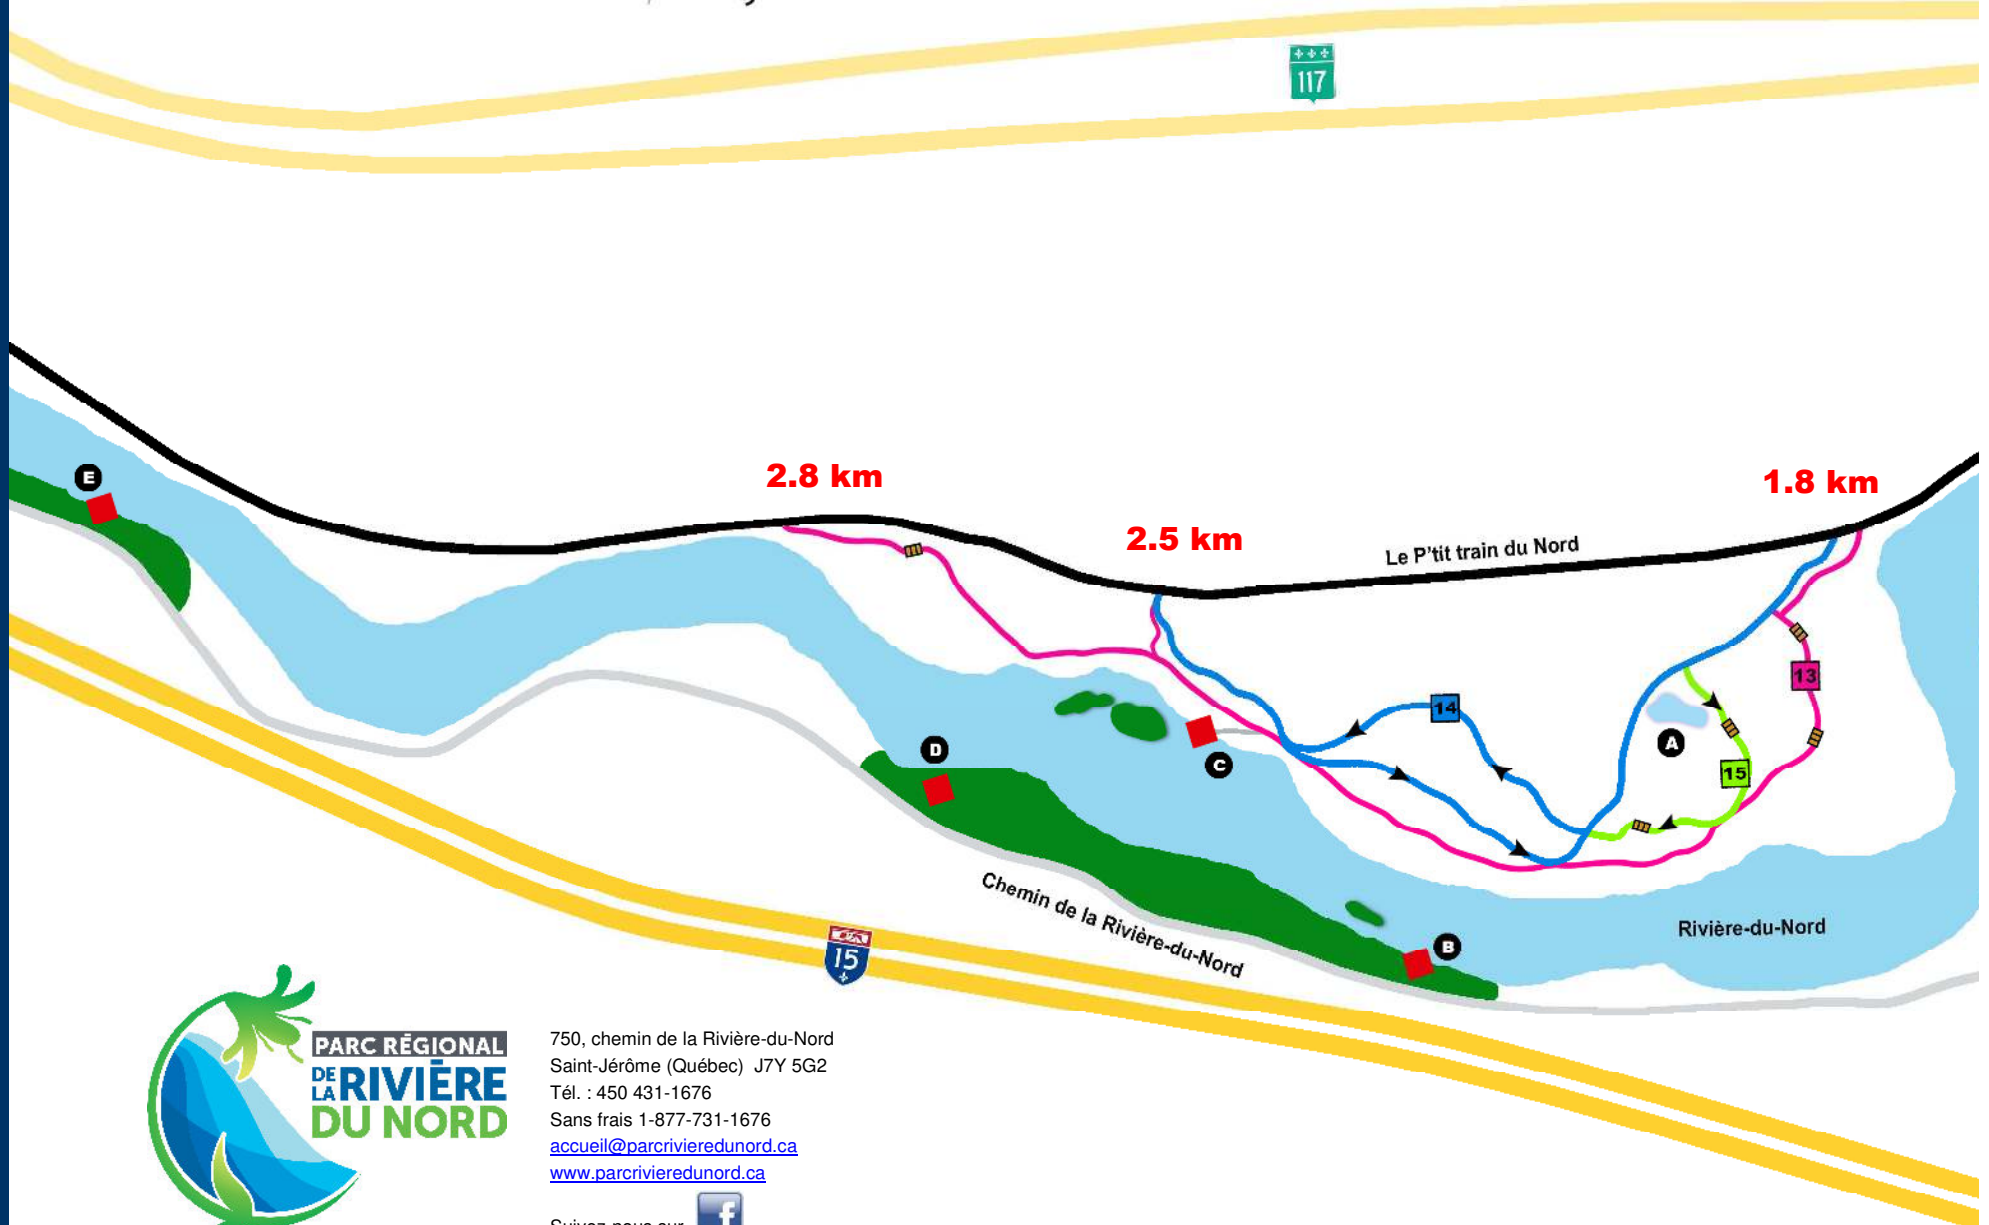 117
E
2.8 km
1.8 km
2.5 km
Le P'tit train du Nord
13
14
A
D
C
15
B
Chemin de la Rivière-du-Nord
Rivière-du-Nord
15
PARC RÉGIONAL
DE LA RIVIÈRE
DU NORD
750, chemin de la Rivière-du-Nord
Saint-Jérôme (Québec) J7Y 5G2
Tél. : 450 431-1676
Sans frais 1-877-731-1676
accueil@parcrivieredunord.ca
www.parcrivieredunord.ca
Suivez-nous sur
f